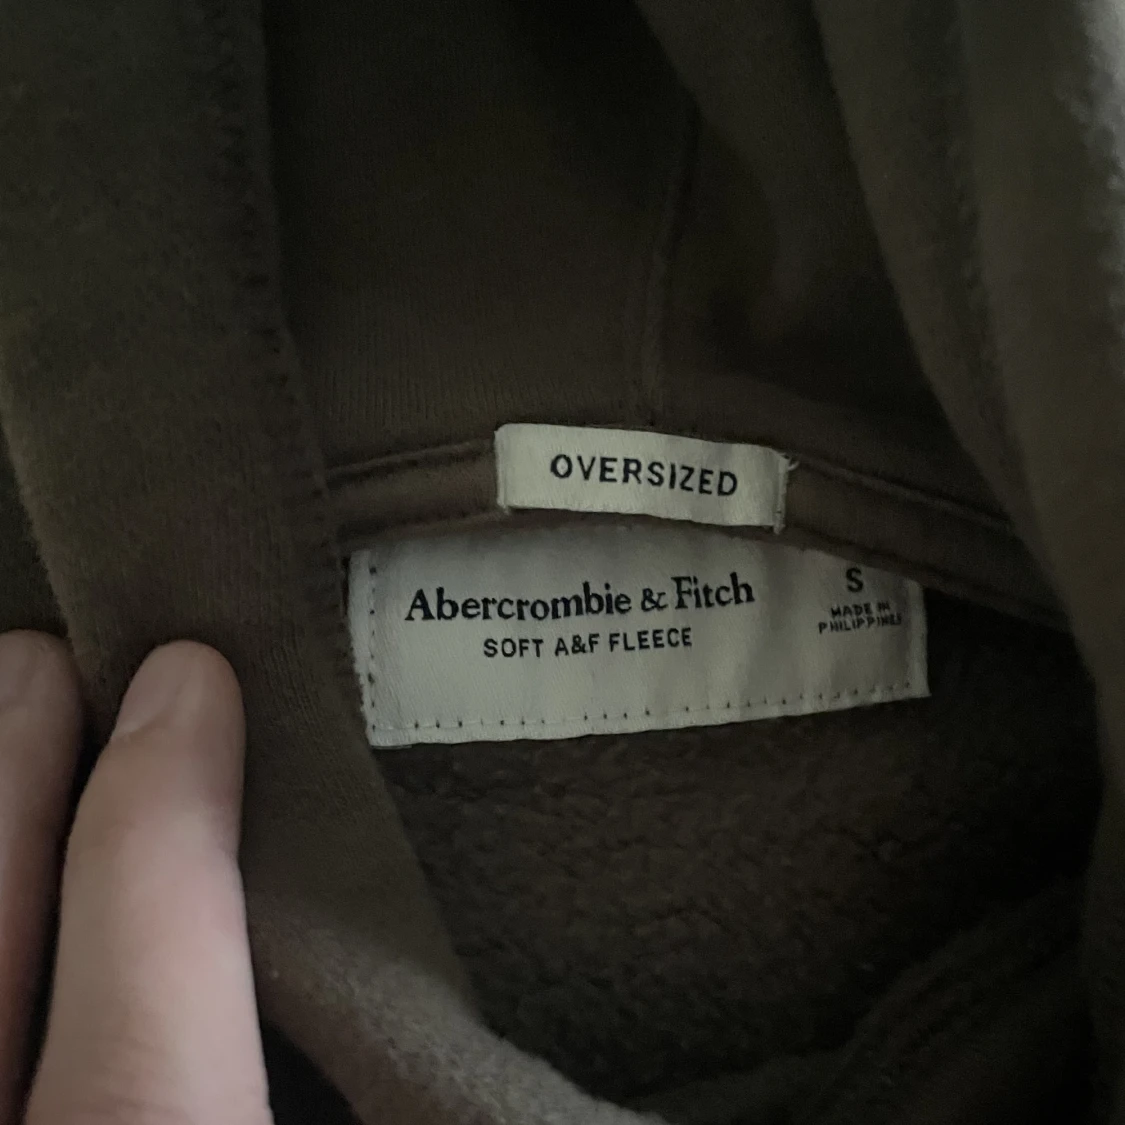 OVERSIZED
Abercrombie & Fitch
SOFT A&F FLEECE
S
MADE IN
PHILIPPINES